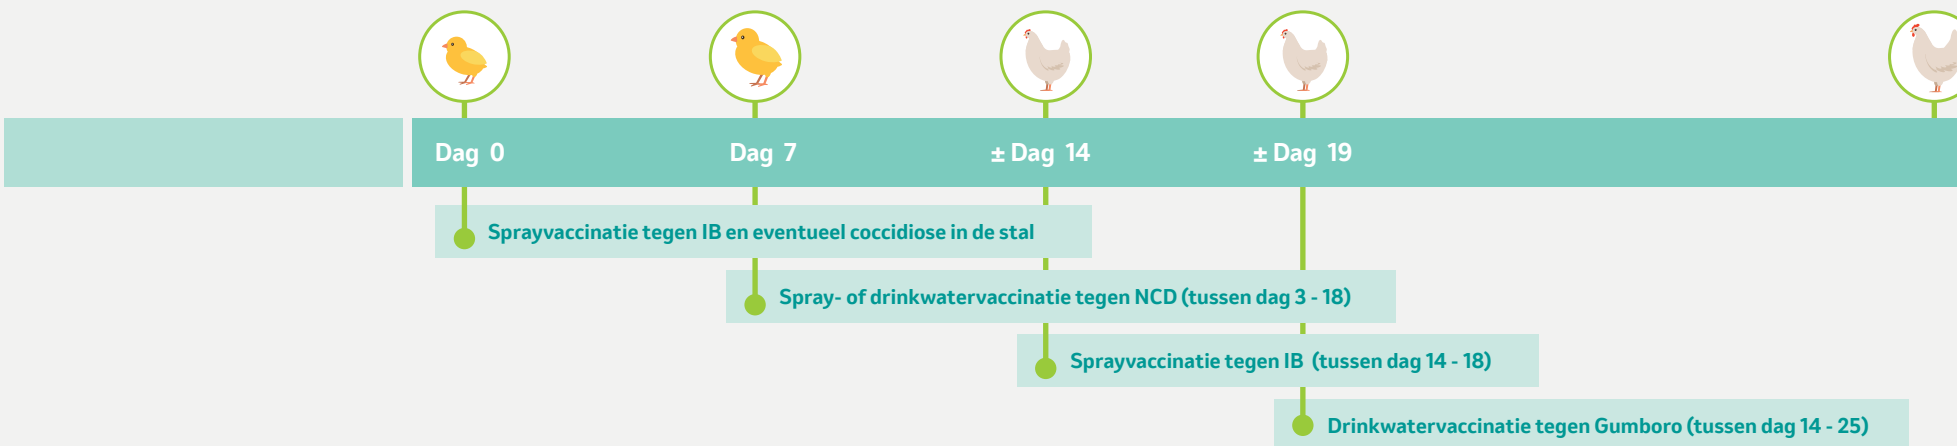 Dag 0
Dag 7
± Dag 14
± Dag 19
Sprayvaccinatie tegen IB en eventueel coccidiose in de stal
Spray- of drinkwatervaccinatie tegen NCD (tussen dag 3 - 18)
Sprayvaccinatie tegen IB (tussen dag 14 - 18)
Drinkwatervaccinatie tegen Gumboro (tussen dag 14 - 25)